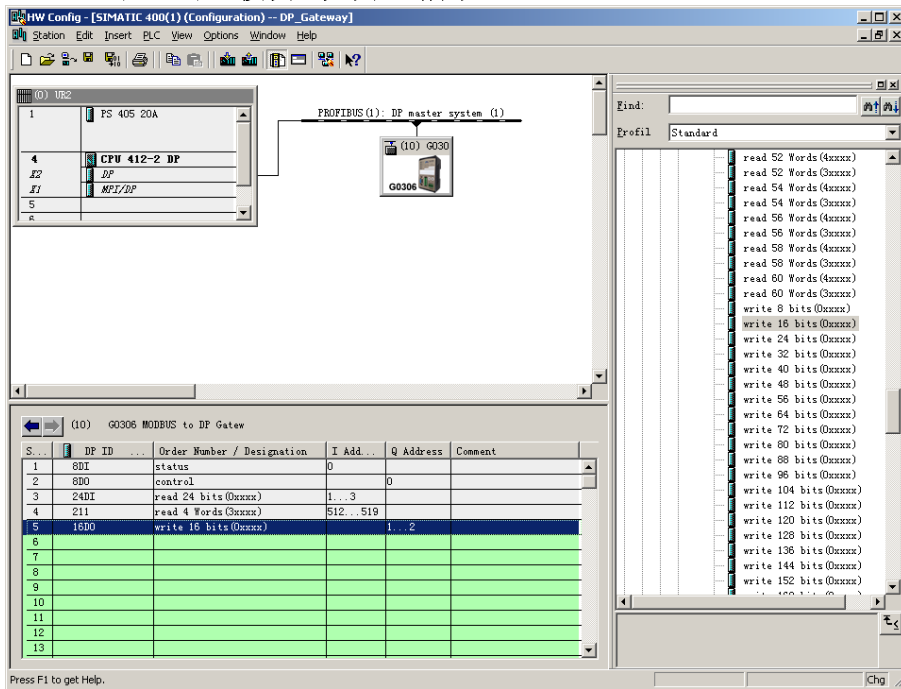 HW Config - [SIMATIC 400(1) (Configuration) -- DP_Gateway]
Station Edit Insert PLC View Options Window Help
(0) UR2
1 PS 405 20A
4 CPU 412-2 DP
X2 DP
X1 MPI/DP
5
6
PROFIBUS(1): DP master system (1)
(10) G030
G0306
Find:
Profil Standard
read 52 Words(4xxxx)
read 52 Words(3xxxx)
read 54 Words(4xxxx)
read 54 Words(3xxxx)
read 56 Words(4xxxx)
read 56 Words(3xxxx)
read 58 Words(4xxxx)
read 58 Words(3xxxx)
read 60 Words(4xxxx)
read 60 Words(3xxxx)
write 8 bits(0xxxx)
write 16 bits(0xxxx)
write 24 bits(0xxxx)
write 32 bits(0xxxx)
write 40 bits(0xxxx)
write 48 bits(0xxxx)
write 56 bits(0xxxx)
write 64 bits(0xxxx)
write 72 bits(0xxxx)
write 80 bits(0xxxx)
write 88 bits(0xxxx)
write 96 bits(0xxxx)
write 104 bits(0xxxx)
write 112 bits(0xxxx)
write 120 bits(0xxxx)
write 128 bits(0xxxx)
write 136 bits(0xxxx)
write 144 bits(0xxxx)
write 152 bits(0xxxx)
(10) G0306 MODBUS to DP Gatew
S... DP ID ... Order Number / Designation I Add... Q Address Comment
1 8DI status 0
2 8DO control 0
3 24DI read 24 bits(0xxxx) 1...3
4 211 read 4 Words(3xxxx) 512...519
5 16DO write 16 bits(0xxxx) 1...2
6
7
8
9
10
11
12
13
Press F1 to get Help.
Chg